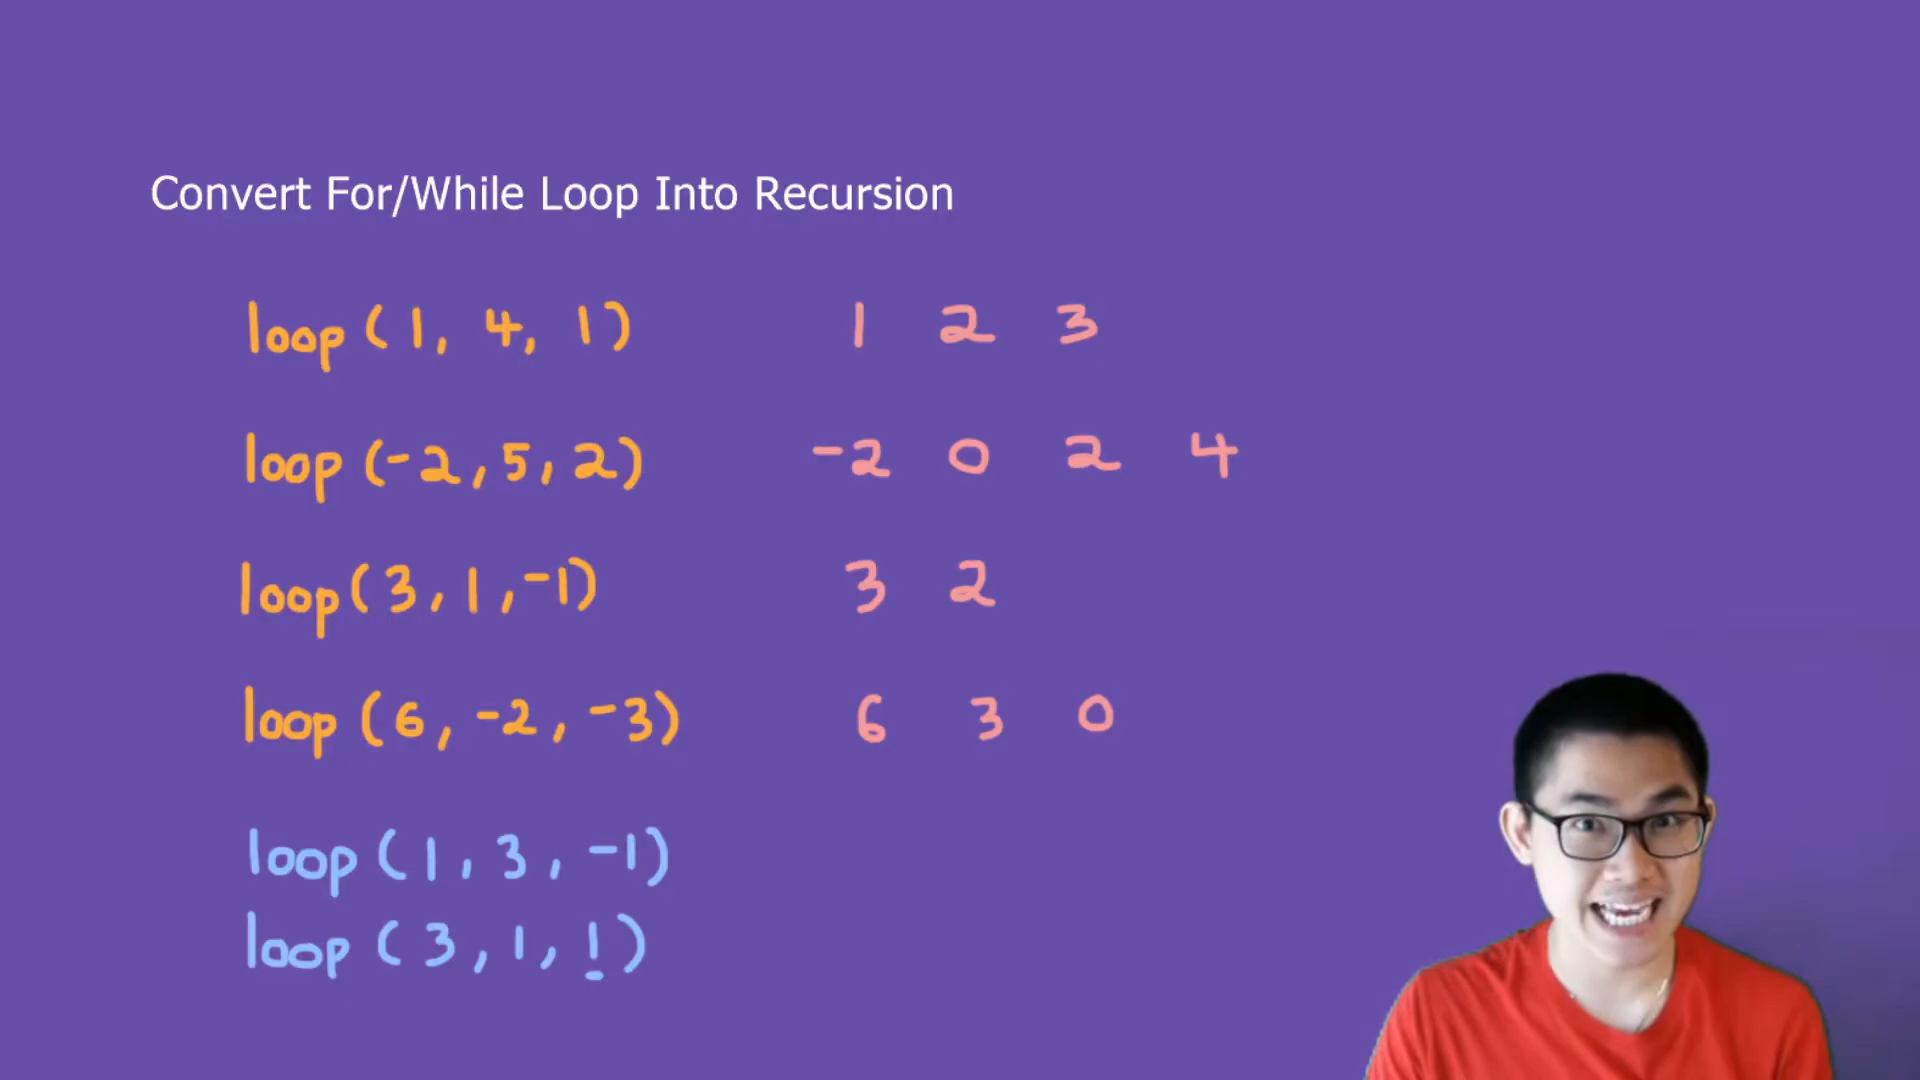 Convert For/While Loop Into Recursion
loop (1, 4, 1) 1 2 3
loop (-2, 5, 2) -2 0 2 4
loop (3, 1, -1) 3 2
loop (6, -2, -3) 6 3 0
loop (1, 3, -1)
loop (3, 1, 1)